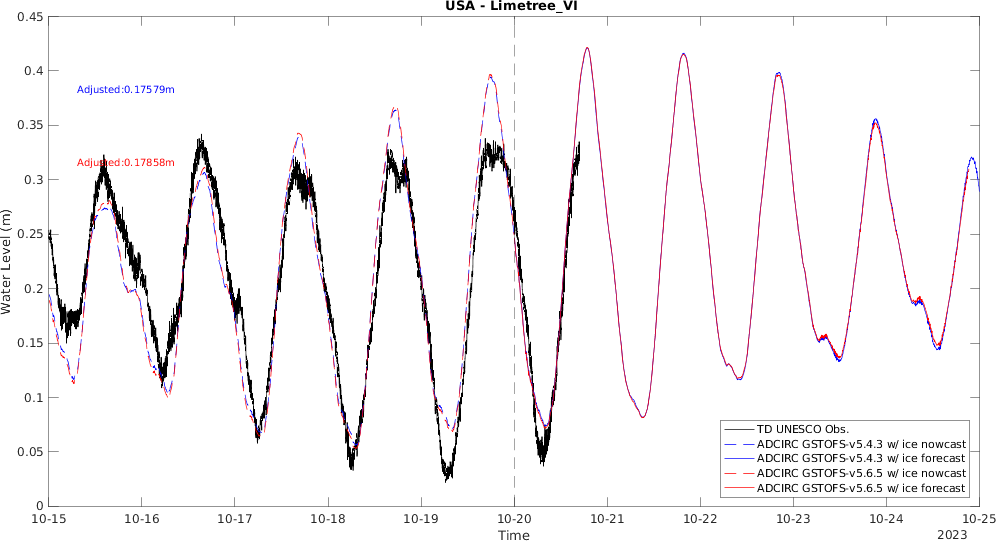 USA - Limetree_VI
0.45
0.4
0.35
0.3
0.25
0.2
0.15
0.1
0.05
0
Water Level (m)
Adjusted:0.17579m
Adjusted:0.17858m
TD UNESCO Obs.
ADCIRC GSTOFS-v5.4.3 w/ ice nowcast
ADCIRC GSTOFS-v5.4.3 w/ ice forecast
ADCIRC GSTOFS-v5.6.5 w/ ice nowcast
ADCIRC GSTOFS-v5.6.5 w/ ice forecast
10-15 10-16 10-17 10-18 10-19 10-20 10-21 10-22 10-23 10-24 10-25
Time
2023